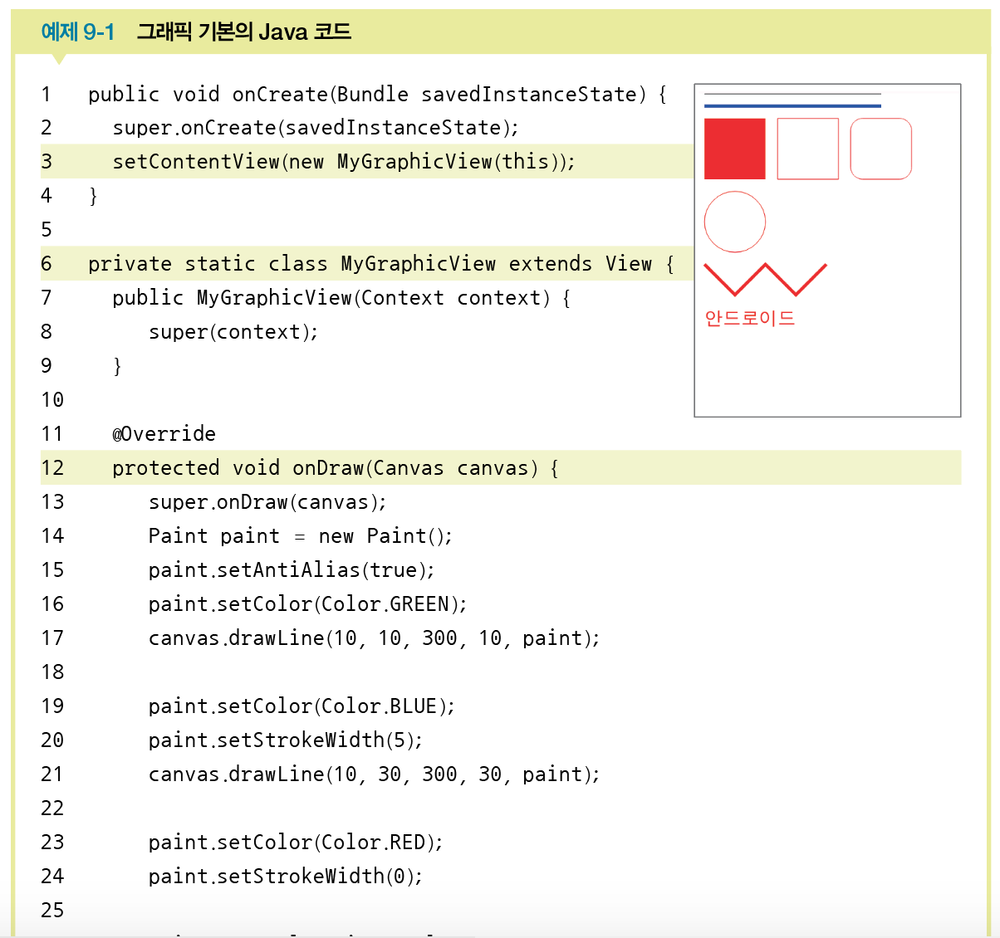 예제 9-1 그래픽 기본의 Java 코드
1 public void onCreate(Bundle savedInstanceState) {
2 super.onCreate(savedInstanceState);
3 setContentView(new MyGraphicView(this));
4 }
5
6 private static class MyGraphicView extends View {
7 public MyGraphicView(Context context) {
8 super(context);
9 }
10
11 @Override
12 protected void onDraw(Canvas canvas) {
13 super.onDraw(canvas);
14 Paint paint = new Paint();
15 paint.setAntiAlias(true);
16 paint.setColor(Color.GREEN);
17 canvas.drawLine(10, 10, 300, 10, paint);
18
19 paint.setColor(Color.BLUE);
20 paint.setStrokeWidth(5);
21 canvas.drawLine(10, 30, 300, 30, paint);
22
23 paint.setColor(Color.RED);
24 paint.setStrokeWidth(0);
25
안드로이드